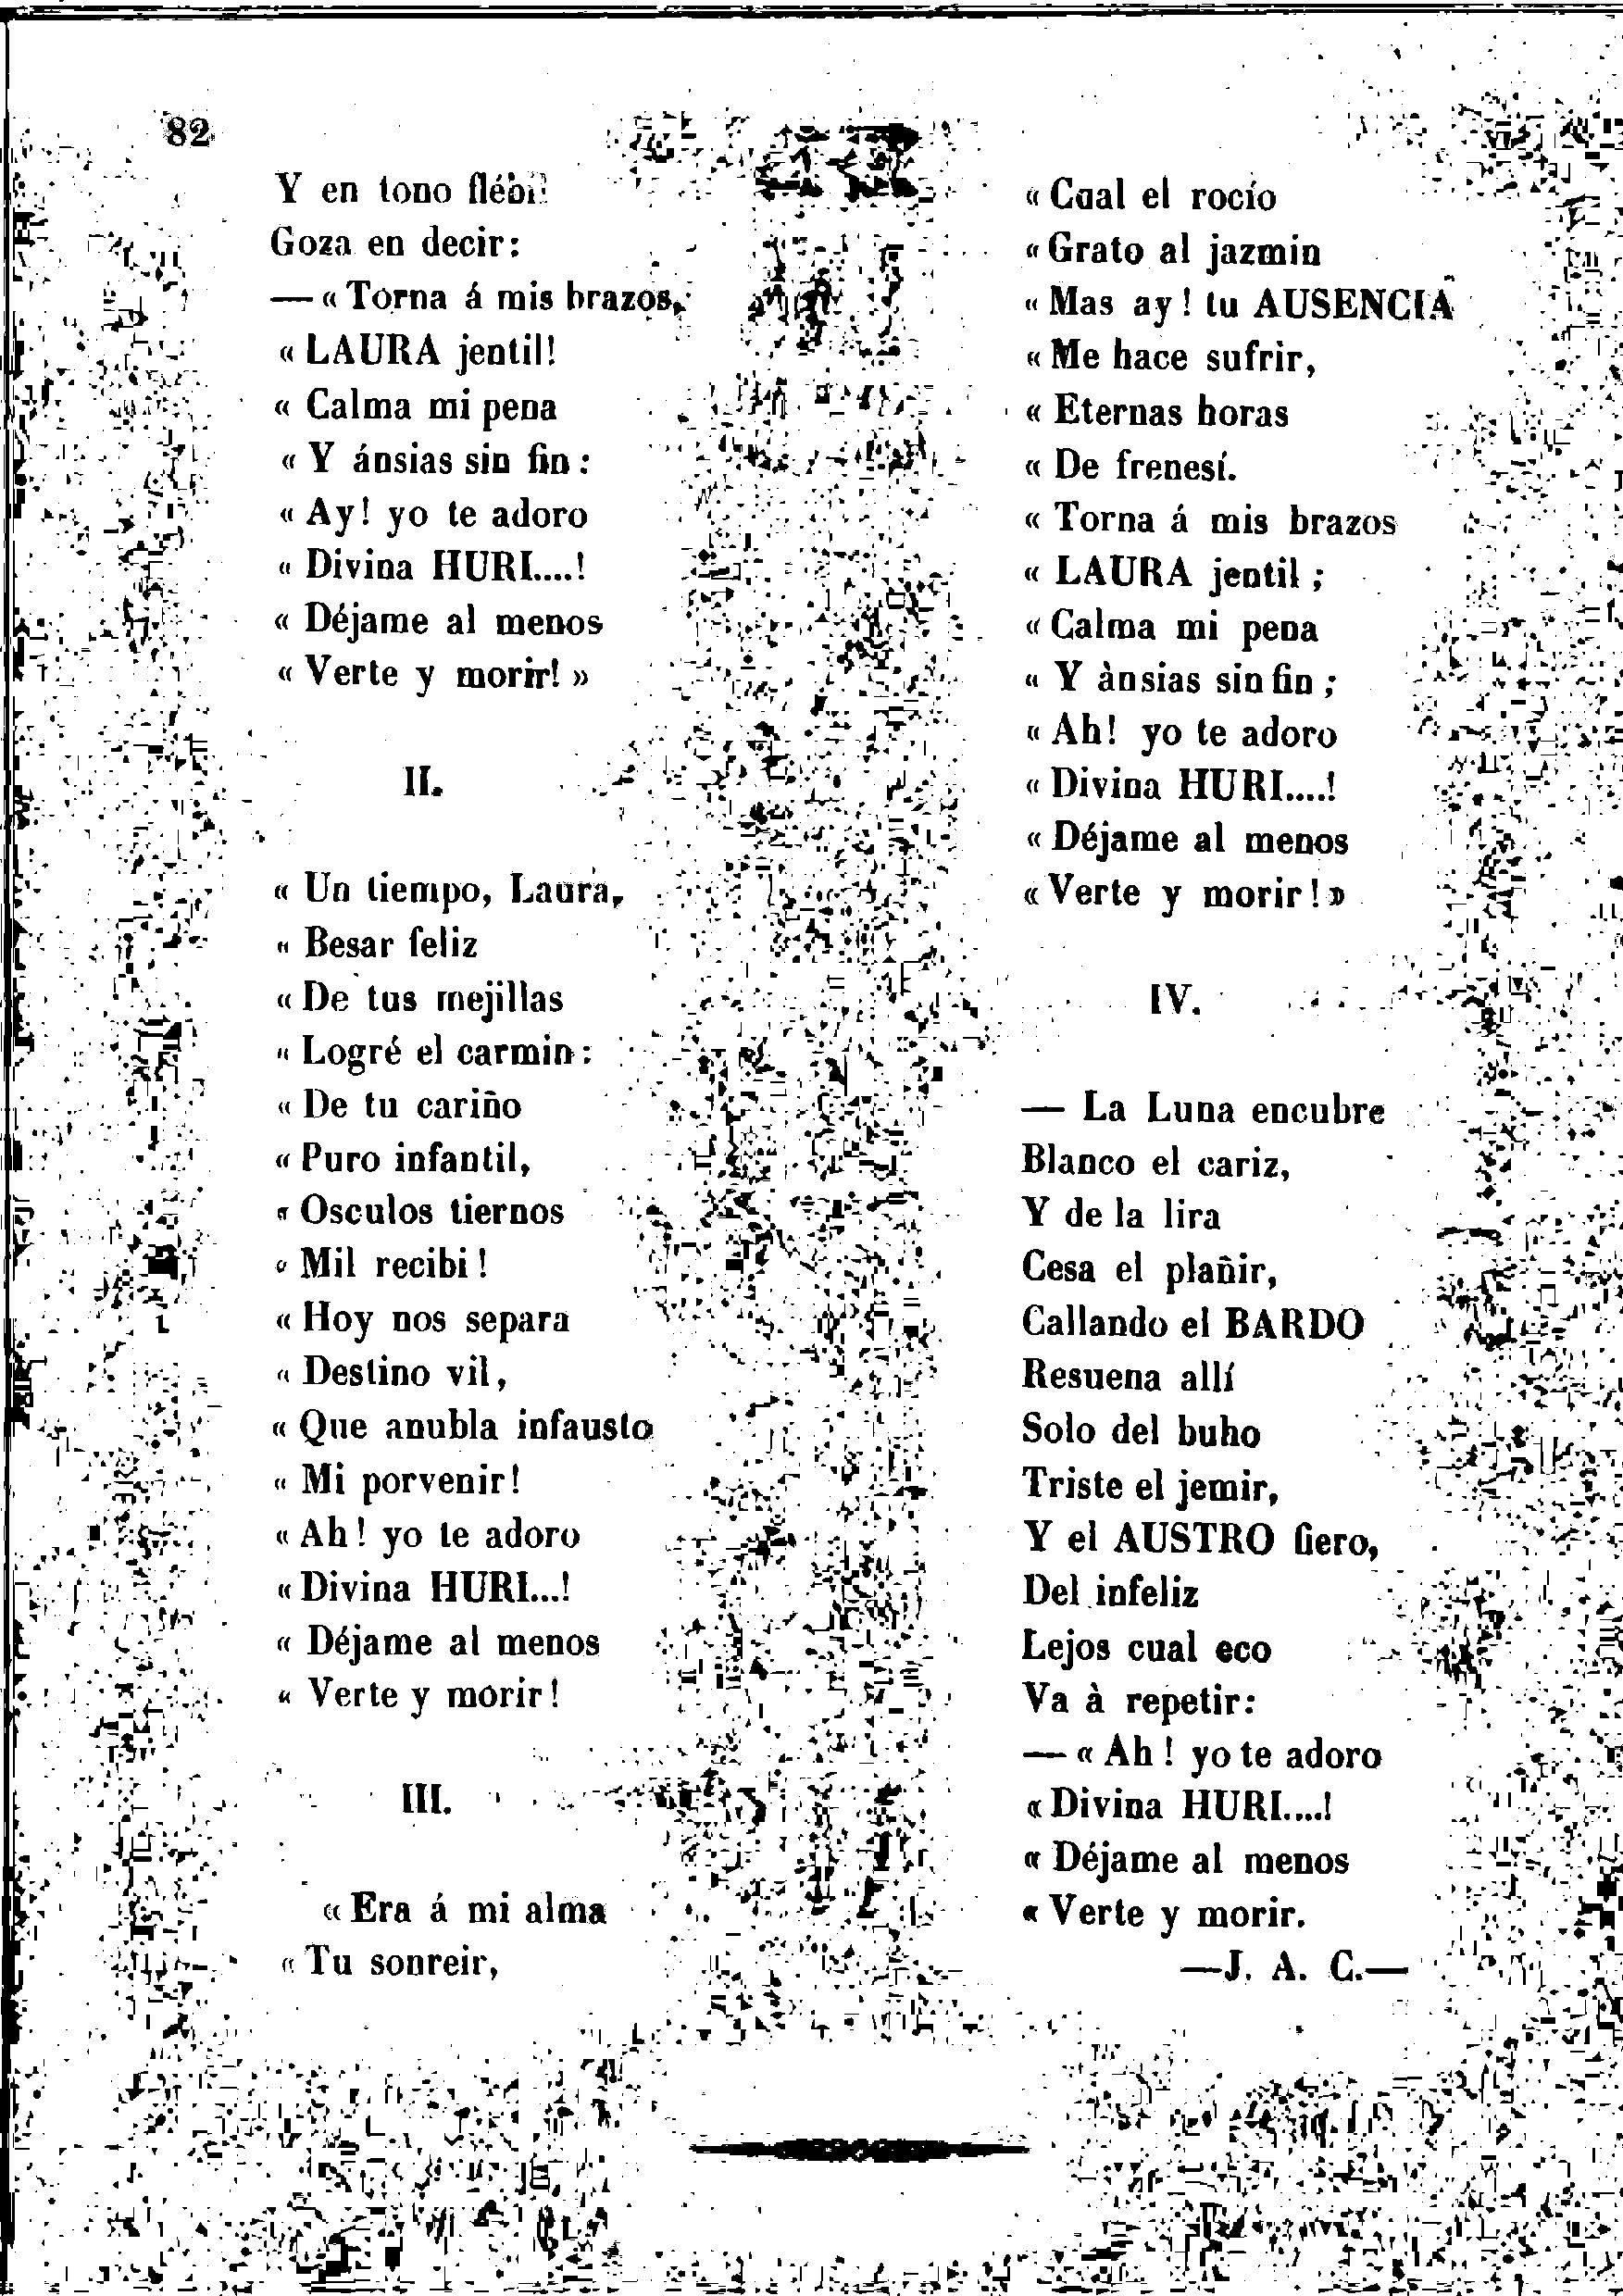 82
Y en tono flébil
Goza en decir:
—« Torna á mis brazos,
« LAURA jentil!
« Calma mi pena
« Y ánsias sin fin:
« Ay! yo te adoro
« Divina HURI....!
« Déjame al menos
« Verte y morir! »
II.
« Un tiempo, Laura,
« Besar feliz
« De tus mejillas
« Logré el carmin:
« De tu cariño
« Puro infantil,
« Osculos tiernos
« Mil recibi!
« Hoy nos separa
« Destino vil,
« Que anubla infausto
« Mi porvenir!
« Ah! yo te adoro
« Divina HURI...!
« Déjame al menos
« Verte y morir!
III.
« Era á mi alma
« Tu sonreir,
« Cual el rocío
« Grato al jazmin
« Mas ay! tu AUSENCIA
« Me hace sufrir,
« Eternas horas
« De frenesí.
« Torna á mis brazos
« LAURA jentil;
« Calma mi pena
« Y ànsias sin fin;
« Ah! yo te adoro
« Divina HURI....!
« Déjame al menos
« Verte y morir!»
IV.
— La Luna encubre
Blanco el cariz,
Y de la lira
Cesa el plañir,
Callando el BARDO
Resuena allí
Solo del buho
Triste el jemir,
Y el AUSTRO fiero,
Del infeliz
Lejos cual eco
Va à repetir:
—« Ah! yo te adoro
« Divina HURI....!
« Déjame al menos
« Verte y morir.
—J. A. C.—